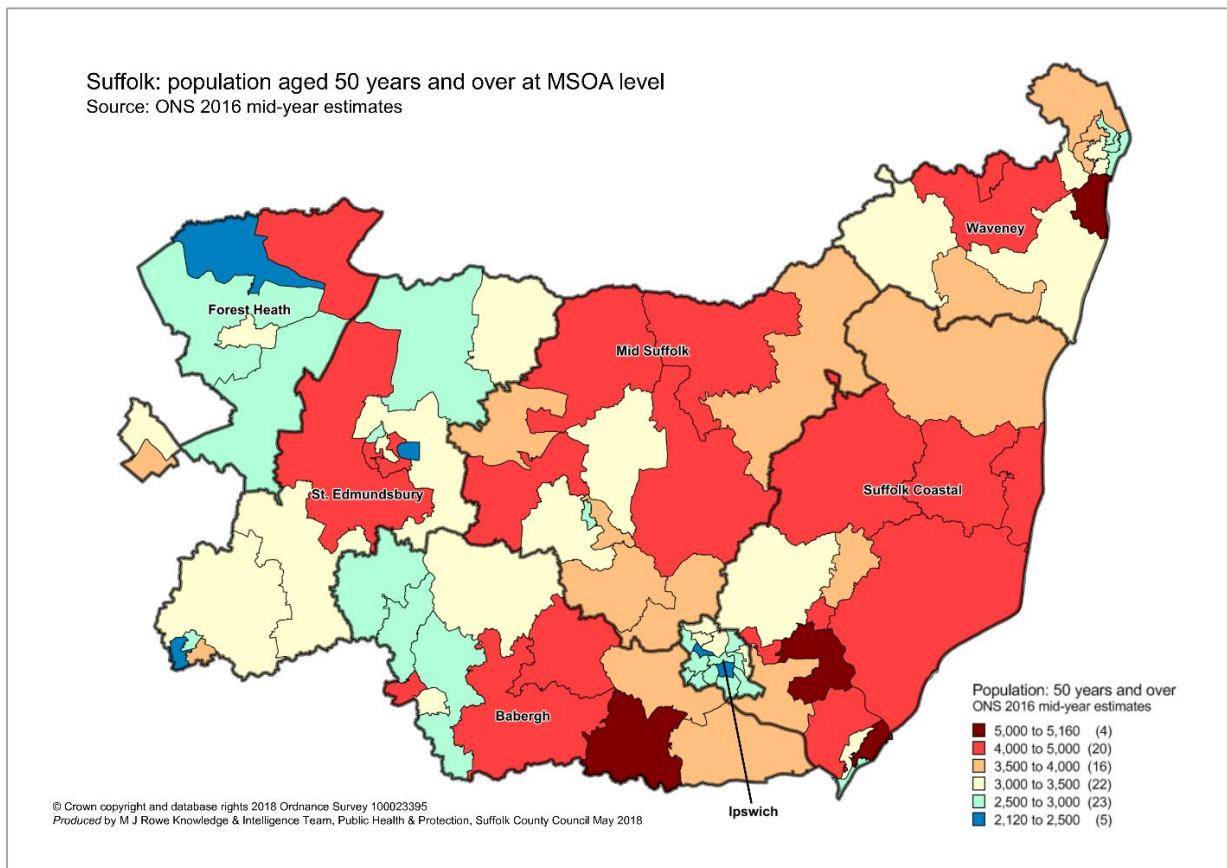 Suffolk: population aged 50 years and over at MSOA level
Source: ONS 2016 mid-year estimates
Waveney
Forest Heath
Mid Suffolk
St. Edmundsbury
Suffolk Coastal
Babergh
Ipswich
Population: 50 years and over
ONS 2016 mid-year estimates
5,000 to 5,160 (4)
4,000 to 5,000 (20)
3,500 to 4,000 (16)
3,000 to 3,500 (22)
2,500 to 3,000 (23)
2,120 to 2,500 (5)
© Crown copyright and database rights 2018 Ordnance Survey 100023395
Produced by M J Rowe Knowledge & Intelligence Team, Public Health & Protection, Suffolk County Council May 2018